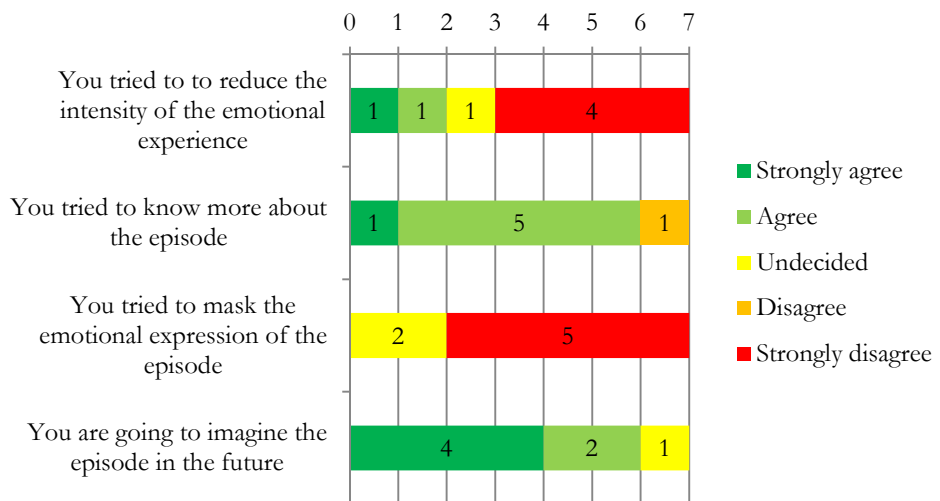 0 1 2 3 4 5 6 7
You tried to to reduce the
intensity of the emotional
experience
1 1 1 4
You tried to know more about
the episode
1 5 1
You tried to mask the
emotional expression of the
episode
2 5
You are going to imagine the
episode in the future
4 2 1
Strongly agree
Agree
Undecided
Disagree
Strongly disagree